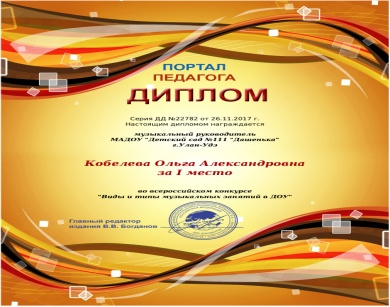 ПОРТАЛ
ПЕДАГОГА
ДИПЛОМ
Серия ДД №22782 от 26.11.2017 г.
Настоящим дипломом награждается
музыкальный руководитель
МАДОУ "Детский сад №111 "Дашенька"
г.Улан-Удэ
Кобелева Ольга Александровна
за I место
во всероссийском конкурсе
"Виды и типы музыкальных занятий в ДОУ"
Главный редактор
издания В.В. Богданов